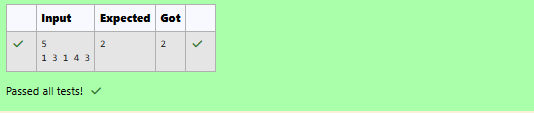 Input Expected Got
5 2 2
1 3 1 4 3
Passed all tests!